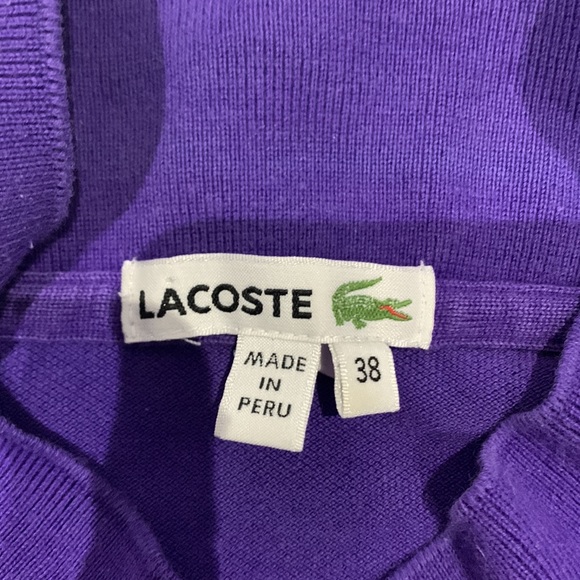 LACOSTE
MADE
IN
PERU
38